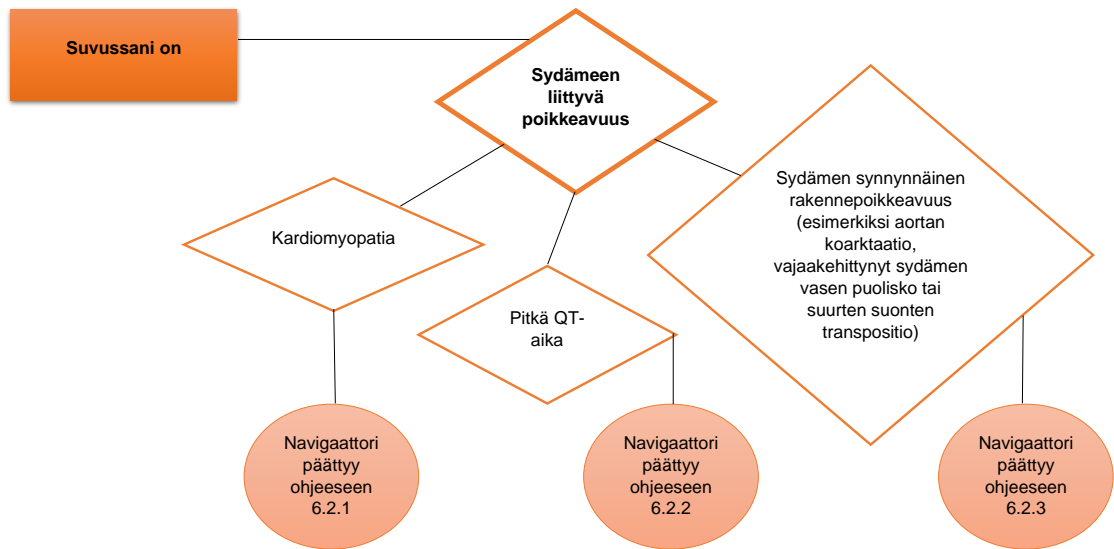 Suvussani on
Sydämeen
liittyvä
poikkeavuus
Kardiomyopatia
Pitkä QT-
aika
Sydämen synnynnäinen
rakennepoikkeavuus
(esimerkiksi aortan
koarktaatio,
vajaakehittynyt sydämen
vasen puolisko tai
suurten suonten
transpositio)
Navigaattori
päättyy
ohjeeseen
6.2.1
Navigaattori
päättyy
ohjeeseen
6.2.2
Navigaattori
päättyy
ohjeeseen
6.2.3